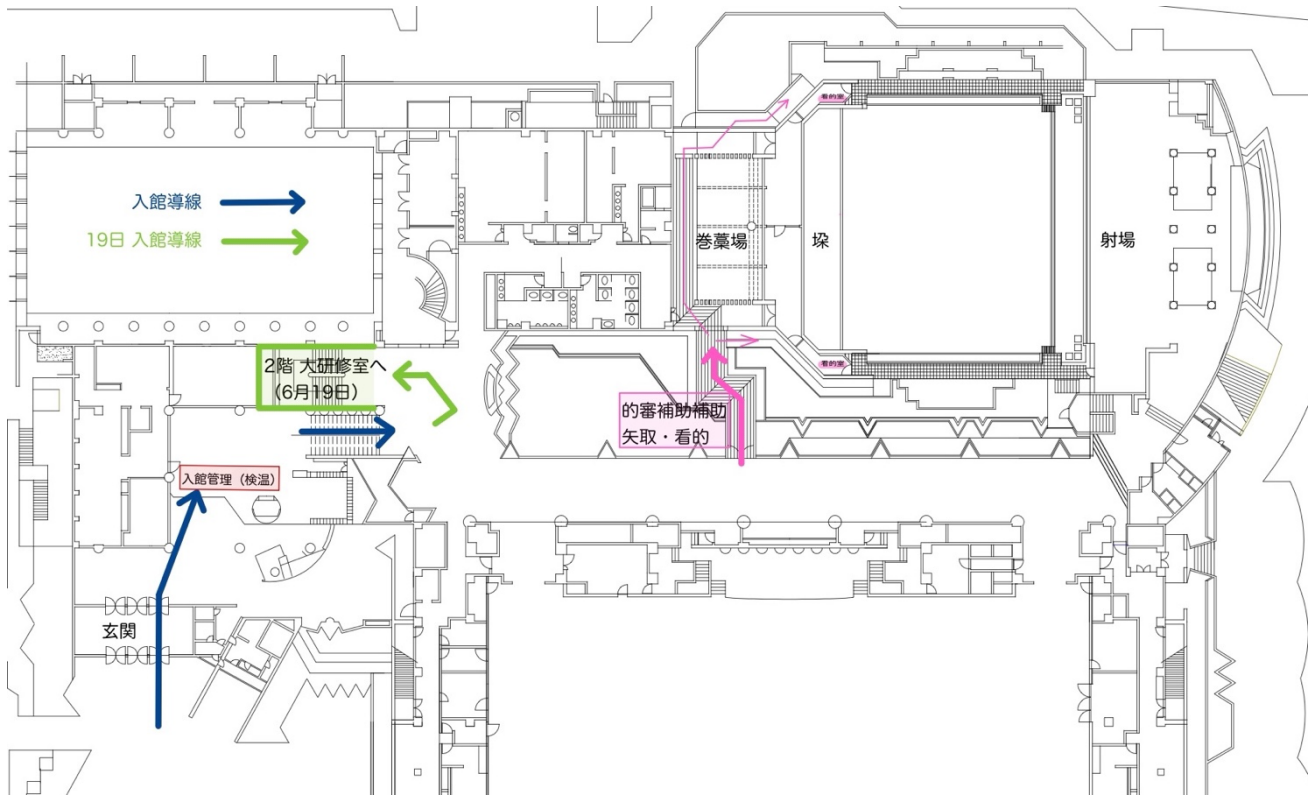 看的室
入館導線
19日 入館導線
巻藁場
垜
射場
2階 大研修室へ
（6月19日）
看的室
的審補助補助
矢取・看的
入館管理（検温）
玄関